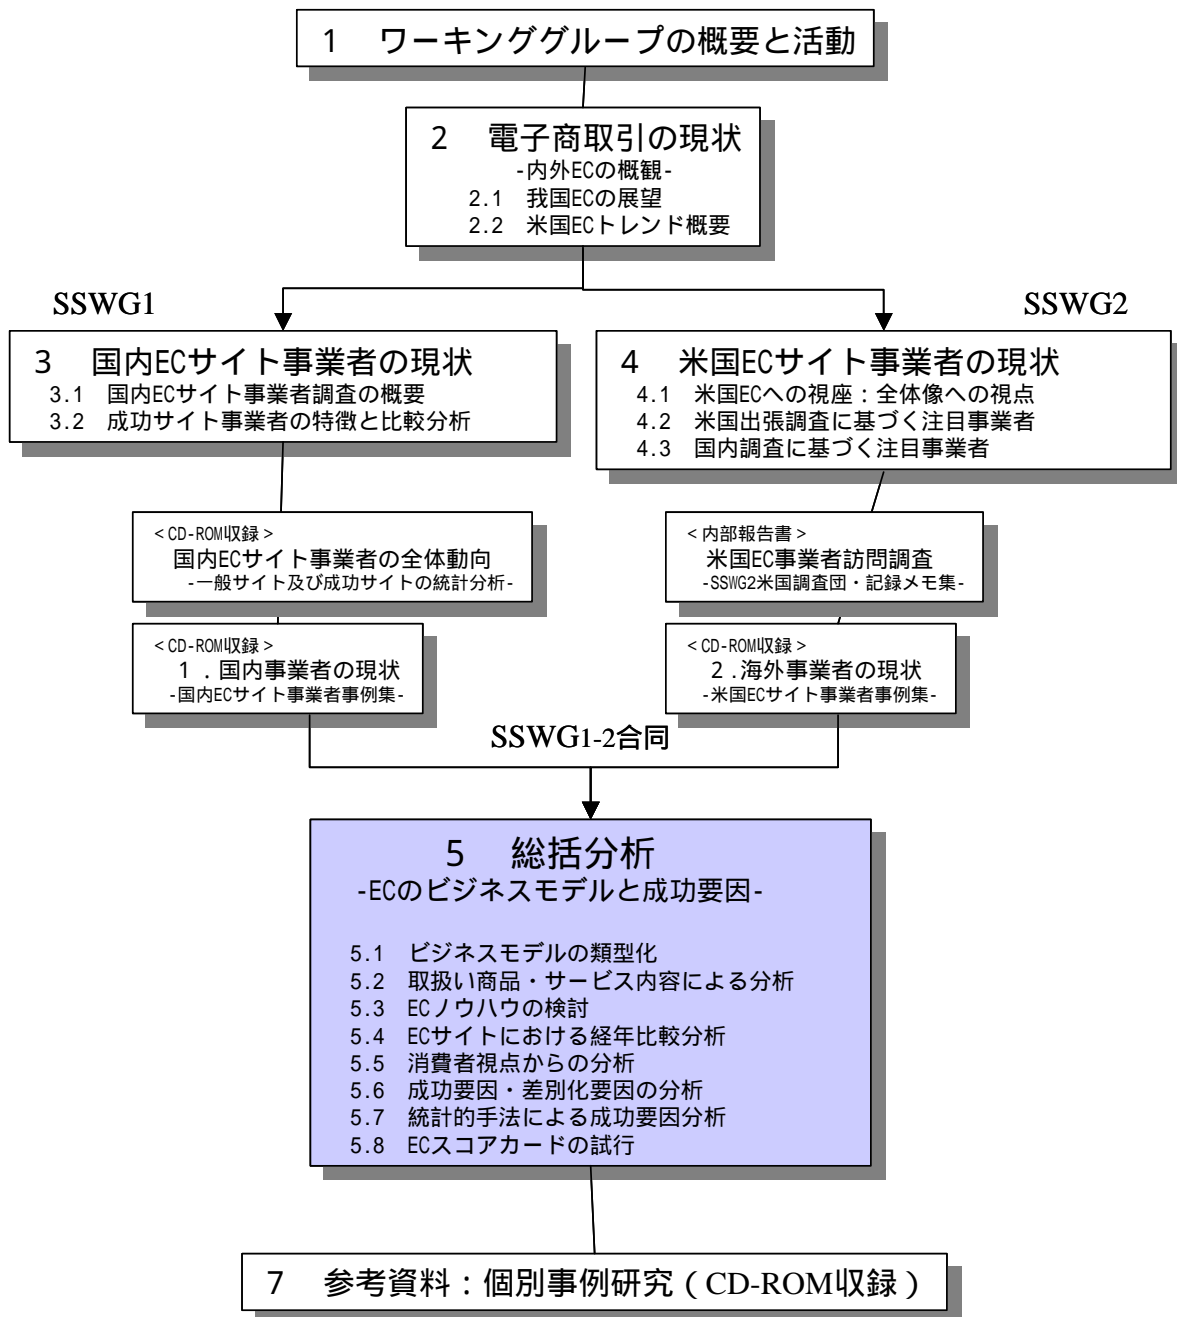 1 ワーキンググループの概要と活動
2 電子商取引の現状
-内外ECの概観-
2.1 我国ECの展望
2.2 米国ECトレンド概要
SSWG1
SSWG2
3 国内ECサイト事業者の現状
3.1 国内ECサイト事業者調査の概要
3.2 成功サイト事業者の特徴と比較分析
4 米国ECサイト事業者の現状
4.1 米国ECへの視座：全体像への視点
4.2 米国出張調査に基づく注目事業者
4.3 国内調査に基づく注目事業者
<CD-ROM収録>
国内ECサイト事業者の全体動向
-一般サイト及び成功サイトの統計分析-
<内部報告書>
米国EC事業者訪問調査
-SSWG2米国調査団・記録メモ集-
<CD-ROM収録>
1．国内事業者の現状
-国内ECサイト事業者事例集-
<CD-ROM収録>
2．海外事業者の現状
-米国ECサイト事業者事例集-
SSWG1-2合同
5 総括分析
-ECのビジネスモデルと成功要因-
5.1 ビジネスモデルの類型化
5.2 取扱い商品・サービス内容による分析
5.3 ECノウハウの検討
5.4 ECサイトにおける経年比較分析
5.5 消費者視点からの分析
5.6 成功要因・差別化要因の分析
5.7 統計的手法による成功要因分析
5.8 ECスコアカードの試行
7 参考資料：個別事例研究（CD-ROM収録）